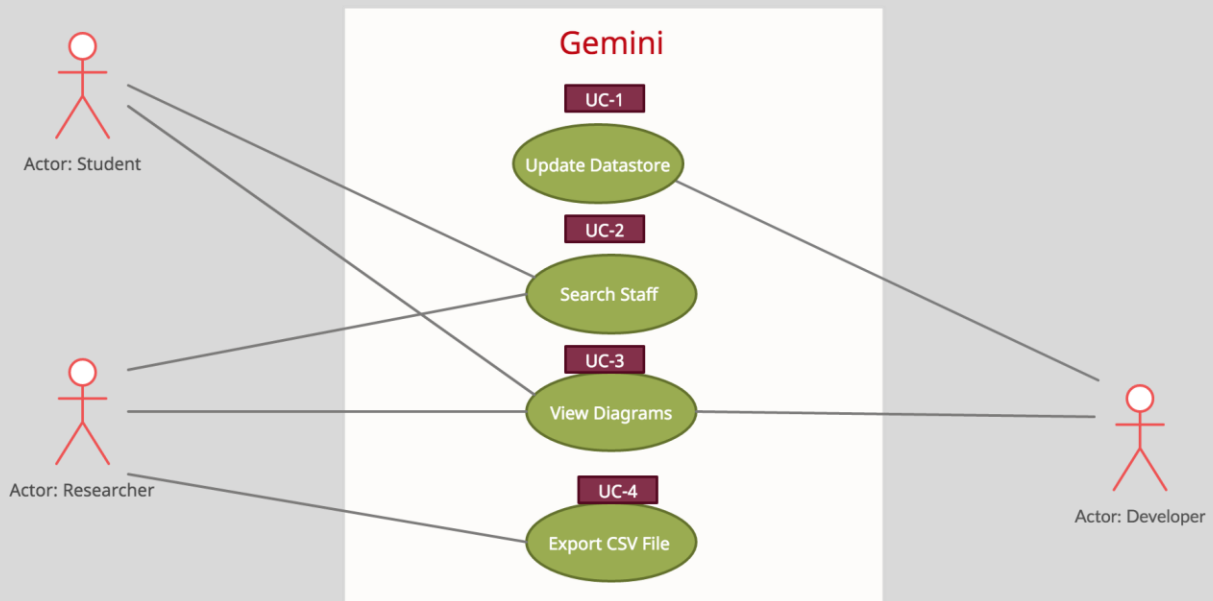 Gemini
UC-1
Update Datastore
UC-2
Search Staff
UC-3
View Diagrams
UC-4
Export CSV File
Actor: Student
Actor: Researcher
Actor: Developer